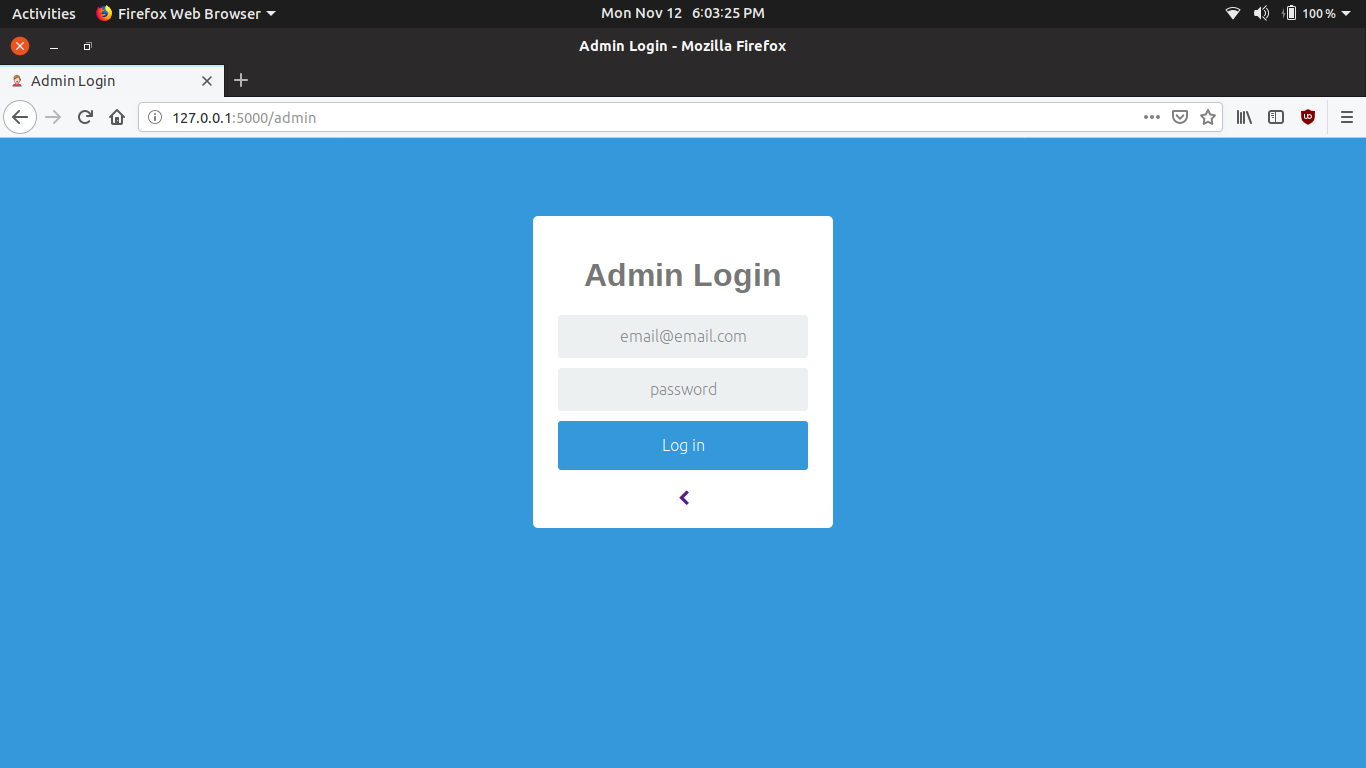 Activities Firefox Web Browser Mon Nov 12 6:03:25 PM 100 %
Admin Login - Mozilla Firefox
Admin Login
127.0.0.1:5000/admin
Admin Login
email@email.com
password
Log in